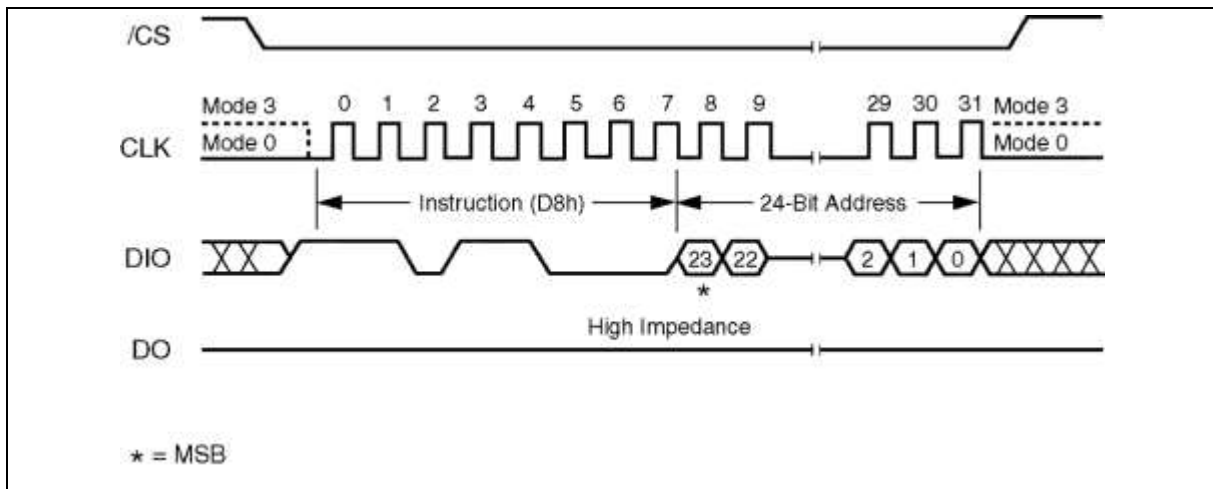 /CS
Mode 3 0 1 2 3 4 5 6 7 8 9 29 30 31 Mode 3
CLK Mode 0 Mode 0
Instruction (D8h) 24-Bit Address
DIO 23 22 2 1 0
*
High Impedance
DO
* = MSB